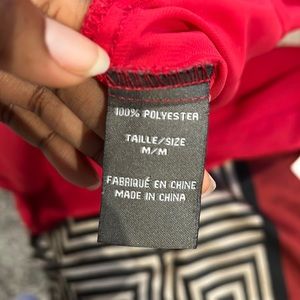 100% POLYESTER
TAILLE/SIZE
M/M
FABRIQUÉ EN CHINE
MADE IN CHINA